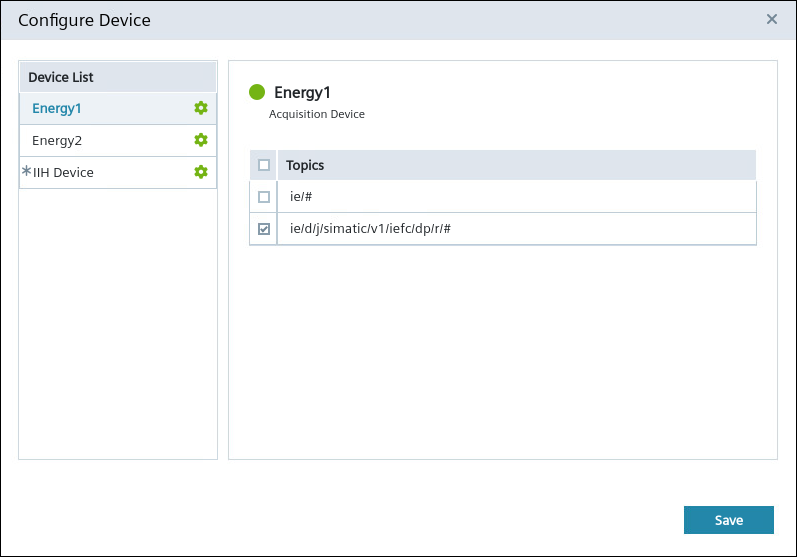 Configure Device
Device List
Energy1
Energy2
*IIH Device
Energy1
Acquisition Device
Topics
ie/#
ie/d/j/simatic/v1/iefc/dp/r/#
Save